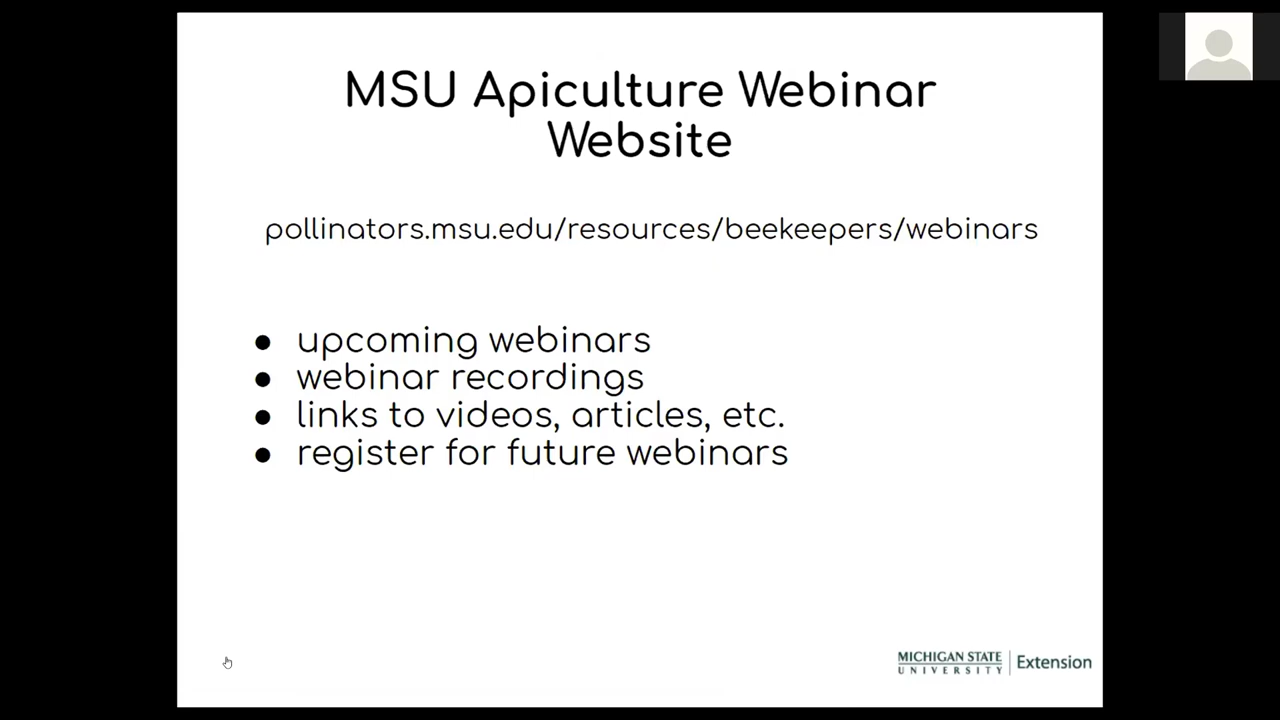 MSU Apiculture Webinar
Website
pollinators.msu.edu/resources/beekeepers/webinars
● upcoming webinars
● webinar recordings
● links to videos, articles, etc.
● register for future webinars
MICHIGAN STATE
UNIVERSITY
Extension